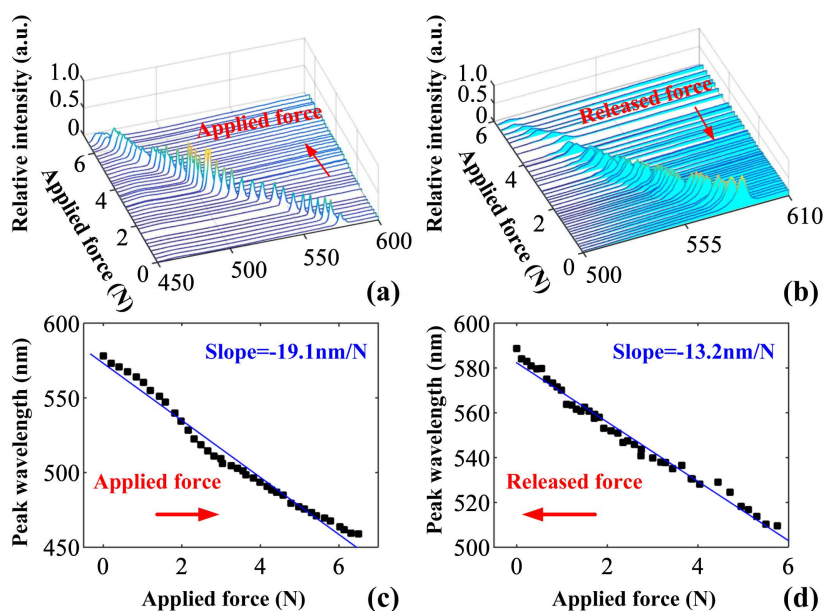 Relative intensity (a.u.)
1.0
0.5
0
6
4
2
0
Applied force (N)
Applied force
450
500
550
600
(a)
Relative intensity (a.u.)
1.0
0.5
0
6
4
2
0
Applied force (N)
Released force
500
555
610
(b)
Peak wavelength (nm)
600
550
500
450
Slope=-19.1nm/N
Applied force
0
2
4
6
Applied force (N)
(c)
Peak wavelength (nm)
600
580
560
540
520
500
Slope=-13.2nm/N
Released force
0
2
4
6
Applied force (N)
(d)